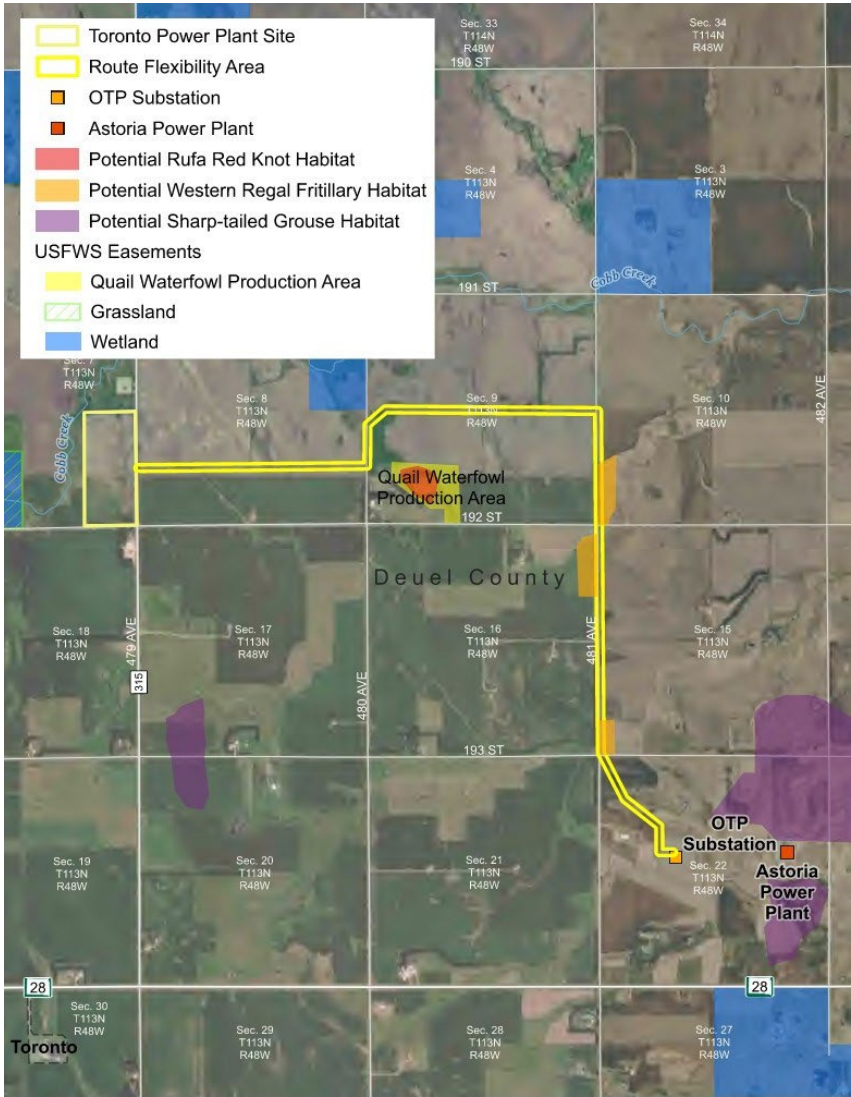 Toronto Power Plant Site
Route Flexibility Area
OTP Substation
Astoria Power Plant
Potential Rufa Red Knot Habitat
Potential Western Regal Fritillary Habitat
Potential Sharp-tailed Grouse Habitat
USFWS Easements
Quail Waterfowl Production Area
Grassland
Wetland
Sec. 33
T114N
R48W
Sec. 34
T114N
R48W
190 ST
Sec. 4
T113N
R48W
Sec. 3
T113N
R48W
Cobb Creek
191 ST
Sec. 7
T113N
R48W
Sec. 8
T113N
R48W
Sec. 9
T113N
R48W
Sec. 10
T113N
R48W
482 AVE
Cobb Creek
Quail Waterfowl
Production Area
192 ST
Deuel County
Sec. 18
T113N
R48W
479 AVE
Sec. 17
T113N
R48W
Sec. 16
T113N
R48W
481 AVE
Sec. 15
T113N
R48W
315
480 AVE
193 ST
OTP
Substation
Sec. 19
T113N
R48W
Sec. 20
T113N
R48W
Sec. 21
T113N
R48W
Sec. 22
T113N
R48W
Astoria
Power
Plant
28
28
Sec. 30
T113N
R48W
Toronto
Sec. 29
T113N
R48W
Sec. 28
T113N
R48W
Sec. 27
T113N
R48W